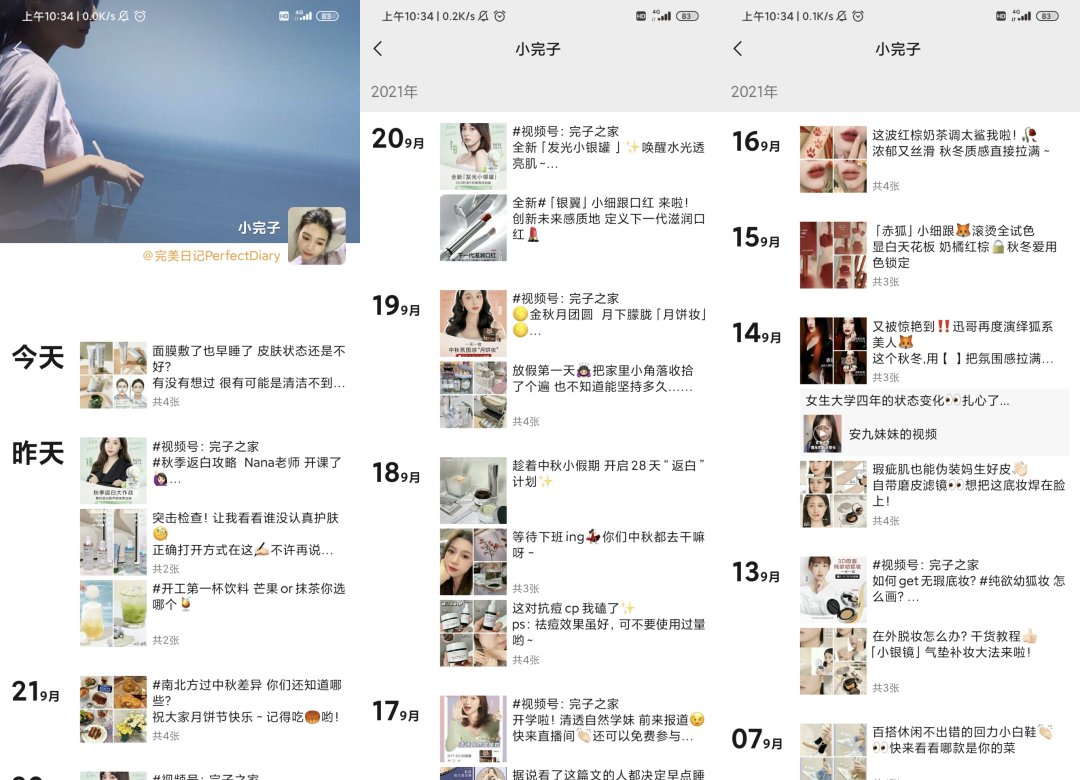 上午10:34 | 0.0K/s
HD 4G 83
小完子
@完美日记PerfectDiary
今天
面膜敷了也早睡了 皮肤状态还是不
好?
有没有想过 很有可能是清洁不到…
共4张
昨天
#视频号: 完子之家
#秋季返白攻略 Nana老师 开课了
🙆🏻‍♀️…
秋季返白大作战
突击检查! 让我看看谁没认真护肤
🧐
正确打开方式在这✍🏻不许再说…
共2张
#开工第一杯饮料 芒果or抹茶你选
哪个🍹
共2张
21 9月
#南北方过中秋差异 你们还知道哪
些?
祝大家月饼节快乐~记得吃🥮哟!
共4张
#视频号: 完子之家
上午10:34 | 0.2K/s
HD 4G 83
小完子
2021年
20 9月
#视频号: 完子之家
全新「发光小银罐 」✨唤醒水光透
亮肌~…
全新「发光小银罐」
全新#「银翼」小细跟口红 来啦!
创新未来感质地 定义下一代滋润口
红💄
下一代滋润口红
19 9月
#视频号: 完子之家
🌕金秋月团圆 月下朦胧「月饼妆」
🌕…
中秋氛围感"月饼妆"
放假第一天🙇🏻‍♀️把家里小角落收拾
了个遍 也不知道能坚持多久……
共4张
18 9月
趁着中秋小假期 开启28天“返白”
计划✨
等待下班ing💃你们中秋都去干嘛
呀~
共3张
这对抗痘cp我磕了✨
ps: 祛痘效果虽好, 可不要使用过量
哟~
共4张
17 9月
#视频号: 完子之家
开学啦! 清透自然学妹 前来报道😉
快来直播间👏🏻还可以免费参与…
据说看了这篇文的人都决定早点睡
上午10:34 | 0.1K/s
HD 4G 83
小完子
2021年
16 9月
这波红棕奶茶调太鲨我啦! 🥀
浓郁又丝滑 秋冬质感直接拉满~
共4张
15 9月
「赤狐」小细跟🦊滚烫全试色
显白天花板 奶橘红棕🔒秋冬爱用
色锁定
共3张
14 9月
又被惊艳到‼️迅哥再度演绎狐系
美人🦊
这个秋冬,用【 】把氛围感拉满…
共3张
女生大学四年的状态变化👀扎心了...
安九妹妹的视频
瑕疵肌也能伪装妈生好皮👏🏻
自带磨皮滤镜👀想把这底妆焊在脸
上!
共4张
13 9月
#视频号: 完子之家
如何get无瑕底妆? #纯欲幼狐妆 怎
么画? …
纯欲幼狐妆
在外脱妆怎么办? 干货教程👍🏻
「小银镜」气垫补妆大法来啦!
共3张
07 9月
百搭休闲不出错的回力小白鞋👏🏻
👀快来看看哪款是你的菜